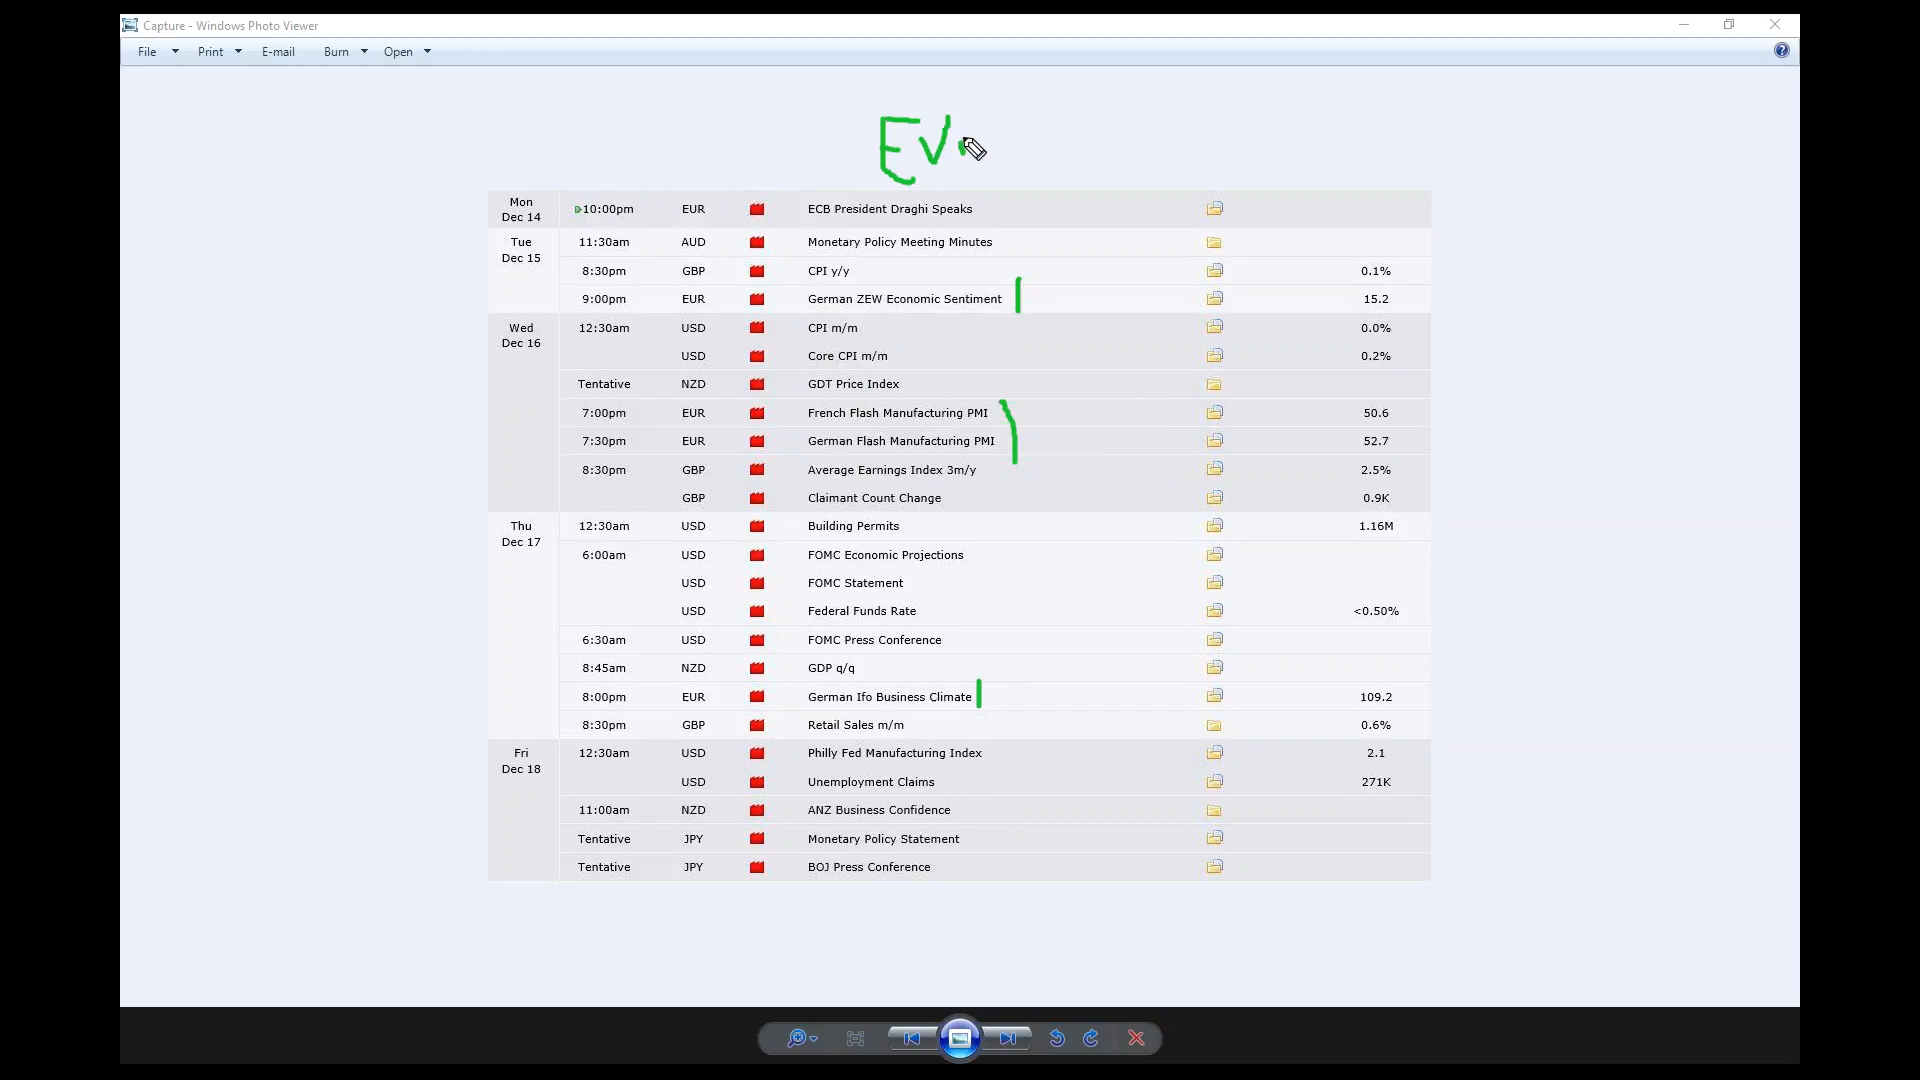 Capture - Windows Photo Viewer
File Print E-mail Burn Open
EV
Mon Dec 14 10:00pm EUR ECB President Draghi Speaks
Tue Dec 15 11:30am AUD Monetary Policy Meeting Minutes
8:30pm GBP CPI y/y 0.1%
9:00pm EUR German ZEW Economic Sentiment 15.2
Wed Dec 16 12:30am USD CPI m/m 0.0%
USD Core CPI m/m 0.2%
Tentative NZD GDT Price Index
7:00pm EUR French Flash Manufacturing PMI 50.6
7:30pm EUR German Flash Manufacturing PMI 52.7
8:30pm GBP Average Earnings Index 3m/y 2.5%
GBP Claimant Count Change 0.9K
Thu Dec 17 12:30am USD Building Permits 1.16M
6:00am USD FOMC Economic Projections
USD FOMC Statement
USD Federal Funds Rate <0.50%
6:30am USD FOMC Press Conference
8:45am NZD GDP q/q
8:00pm EUR German Ifo Business Climate 109.2
8:30pm GBP Retail Sales m/m 0.6%
Fri Dec 18 12:30am USD Philly Fed Manufacturing Index 2.1
USD Unemployment Claims 271K
11:00am NZD ANZ Business Confidence
Tentative JPY Monetary Policy Statement
Tentative JPY BOJ Press Conference